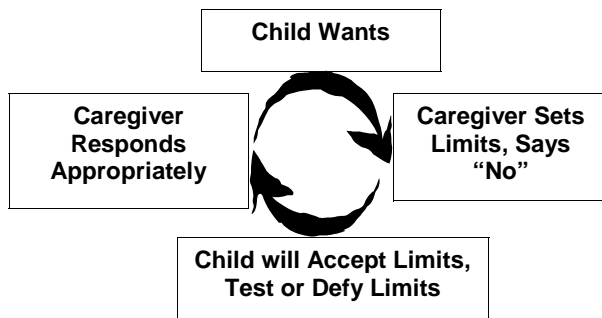 Child Wants
Caregiver
Responds
Appropriately
Caregiver Sets
Limits, Says
“No”
Child will Accept Limits,
Test or Defy Limits